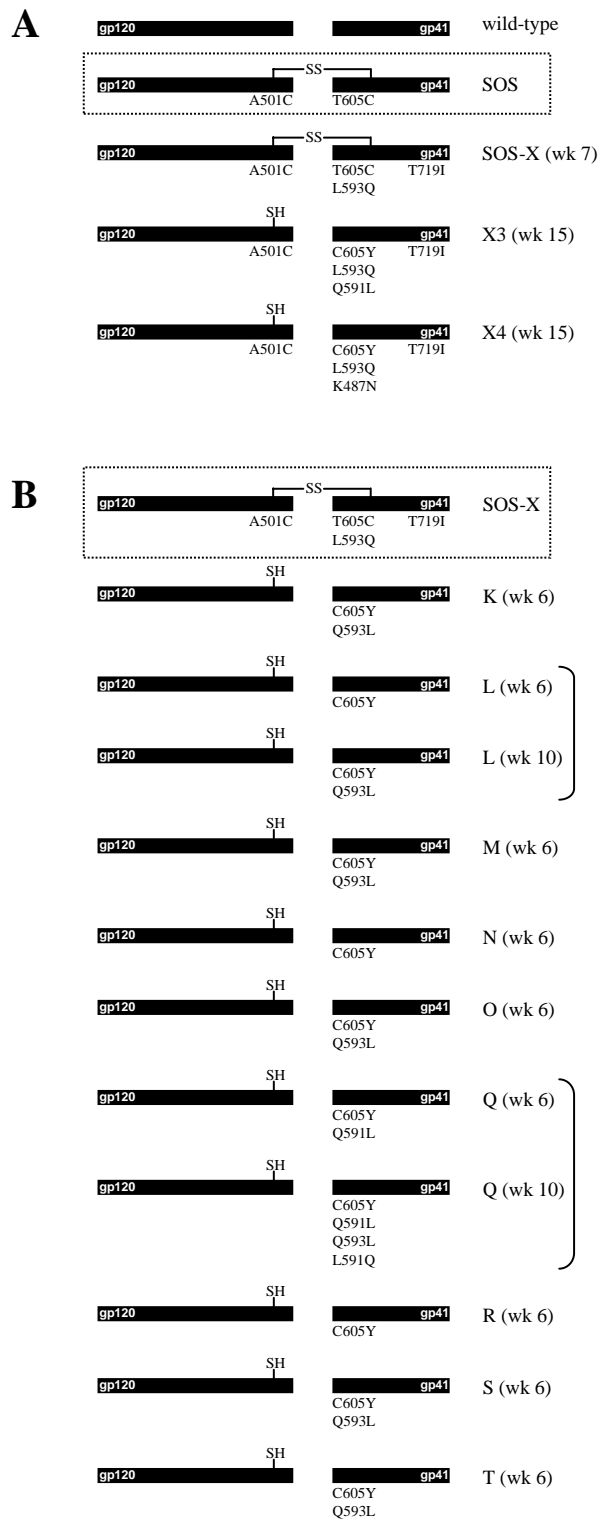 A
gp120 gp41 wild-type
SS
gp120 gp41 SOS
A501C T605C
SS
gp120 gp41 SOS-X (wk 7)
A501C T605C T719I
L593Q
SH
gp120 gp41 X3 (wk 15)
A501C C605Y T719I
L593Q
Q591L
SH
gp120 gp41 X4 (wk 15)
A501C C605Y T719I
L593Q
K487N
B
SS
gp120 gp41 SOS-X
A501C T605C T719I
L593Q
SH
gp120 gp41 K (wk 6)
C605Y
Q593L
SH
gp120 gp41 L (wk 6)
C605Y
SH
gp120 gp41 L (wk 10)
C605Y
Q593L
SH
gp120 gp41 M (wk 6)
C605Y
Q593L
SH
gp120 gp41 N (wk 6)
C605Y
SH
gp120 gp41 O (wk 6)
C605Y
Q593L
SH
gp120 gp41 Q (wk 6)
C605Y
Q591L
SH
gp120 gp41 Q (wk 10)
C605Y
Q591L
Q593L
L591Q
SH
gp120 gp41 R (wk 6)
C605Y
SH
gp120 gp41 S (wk 6)
C605Y
Q593L
SH
gp120 gp41 T (wk 6)
C605Y
Q593L